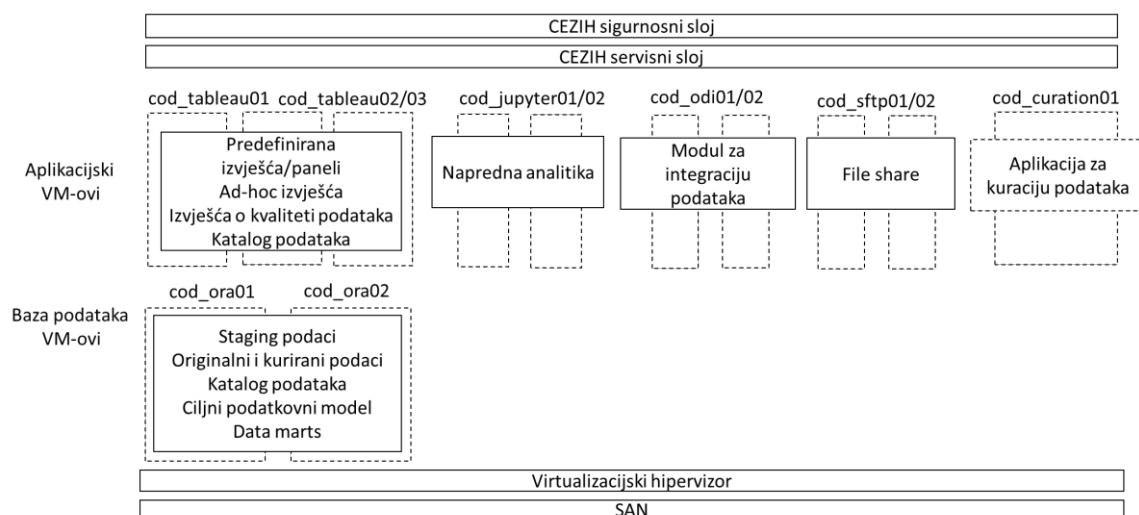 CEZIH sigurnosni sloj
CEZIH servisni sloj
cod_tableau01
cod_tableau02/03
cod_jupyter01/02
cod_odi01/02
cod_sftp01/02
cod_curation01
Aplikacijski
VM-ovi
Predefinirana
izvješća/paneli
Ad-hoc izvješća
Izvješća o kvaliteti podataka
Katalog podataka
Napredna analitika
Modul za
integraciju
podataka
File share
Aplikacija za
kuraciju podataka
cod_ora01
cod_ora02
Baza podataka
VM-ovi
Staging podaci
Originalni i kurirani podaci
Katalog podataka
Ciljni podatkovni model
Data marts
Virtualizacijski hipervizor
SAN